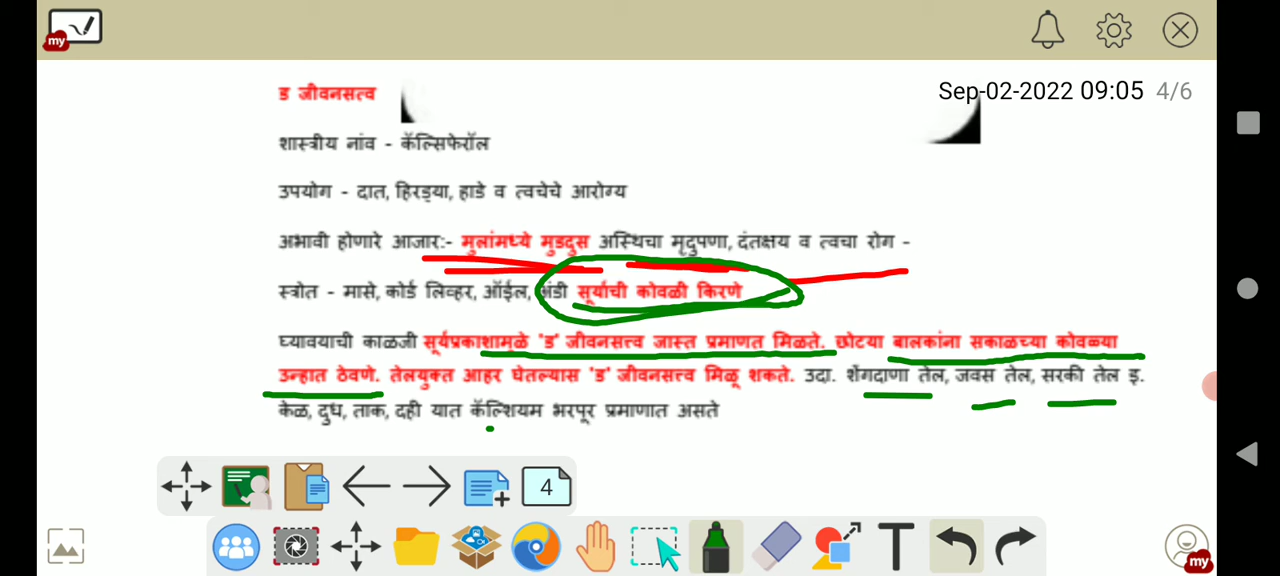 my
Sep-02-2022 09:05 4/6
ड जीवनसत्व
शास्त्रीय नांव - कॅल्सिफेरॉल
उपयोग - दात, हिरड्या, हाडे व त्वचेचे आरोग्य
अभावी होणारे आजार:- मुलांमध्ये मुडदुस अस्थिचा मृदुपणा, दंतक्षय व त्वचा रोग -
स्त्रोत - मासे, कोर्ड लिव्हर, ऑईल, अंडी सूर्याची कोवळी किरणे
घ्यावयाची काळजी सूर्यप्रकाशामुळे 'ड' जीवनसत्त्व जास्त प्रमाणत मिळते. छोटया बालकांना सकाळच्या कोवळ्या
उन्हात ठेवणे. तेलयुक्त आहर घेतल्यास 'ड' जीवनसत्त्व मिळू शकते. उदा. शेंगदाणा तेल, जवस तेल, सरकी तेल इ.
केळ, दुध, ताक, दही यात कॅल्शियम भरपूर प्रमाणात असते
4
T
my